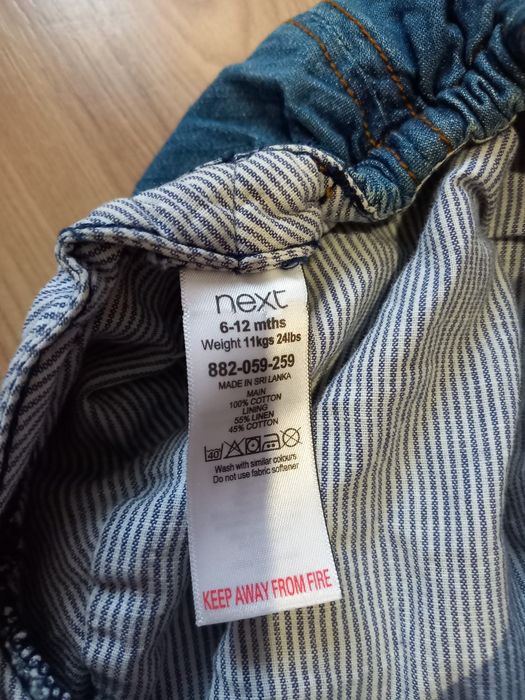 next
6-12 mths
Weight 11kgs 24lbs
882-059-259
MADE IN SRI LANKA
MAIN
100% COTTON
LINING
55% LINEN
45% COTTON
40
Wash with similar colours
Do not use fabric softener
KEEP AWAY FROM FIRE